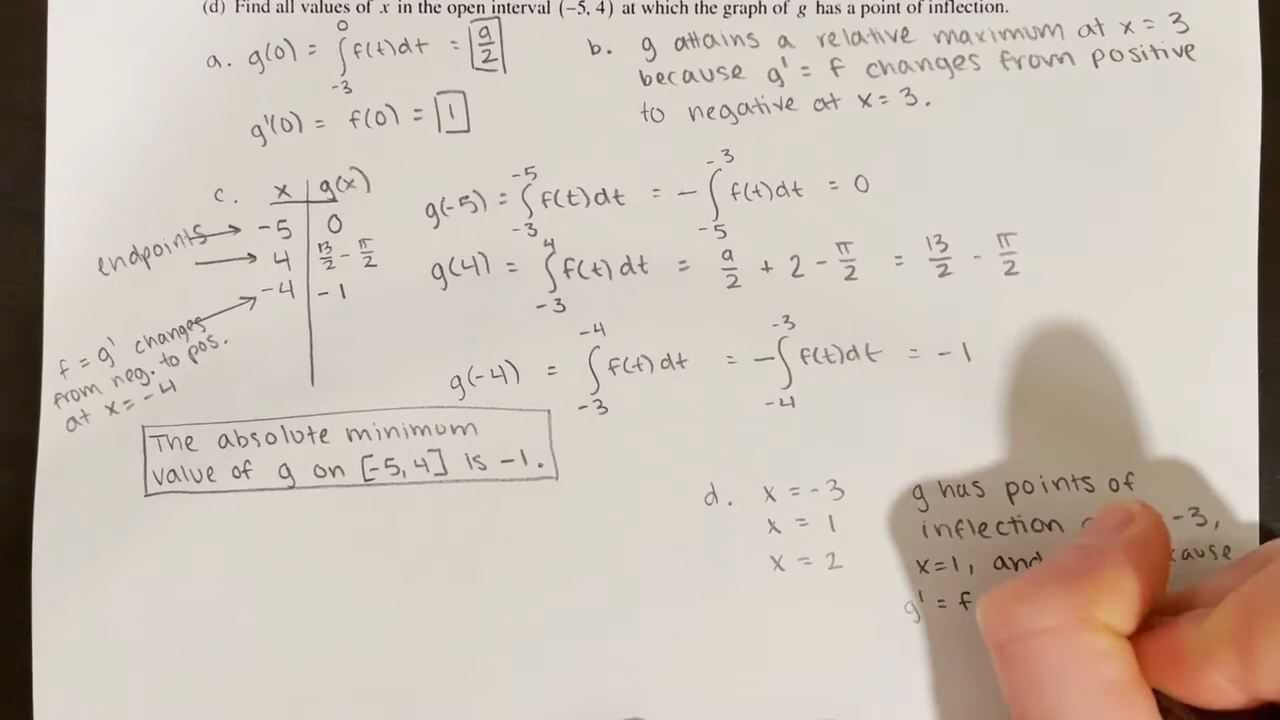 (d) Find all values of x in the open interval (−5, 4) at which the graph of g has a point of inflection.
a. g(0) = ∫_{-3}^{0} f(t)dt = 9/2
g'(0) = f(0) = 1
b. g attains a relative maximum at x = 3
because g' = f changes from positive
to negative at x = 3.
c. x | g(x)
endpoints → -5 | 0
→ 4 | 13/2 - π/2
→ -4 | -1
f = g' changes
from neg. to pos.
at x = -4
g(-5) = ∫_{-3}^{-5} f(t)dt = -∫_{-5}^{-3} f(t)dt = 0
g(4) = ∫_{-3}^{4} f(t)dt = 9/2 + 2 - π/2 = 13/2 - π/2
g(-4) = ∫_{-3}^{-4} f(t)dt = -∫_{-4}^{-3} f(t)dt = -1
The absolute minimum
value of g on [-5, 4] is -1.
d. x = -3
x = 1
x = 2
g has points of
inflection -3,
x=1, and
g' = f